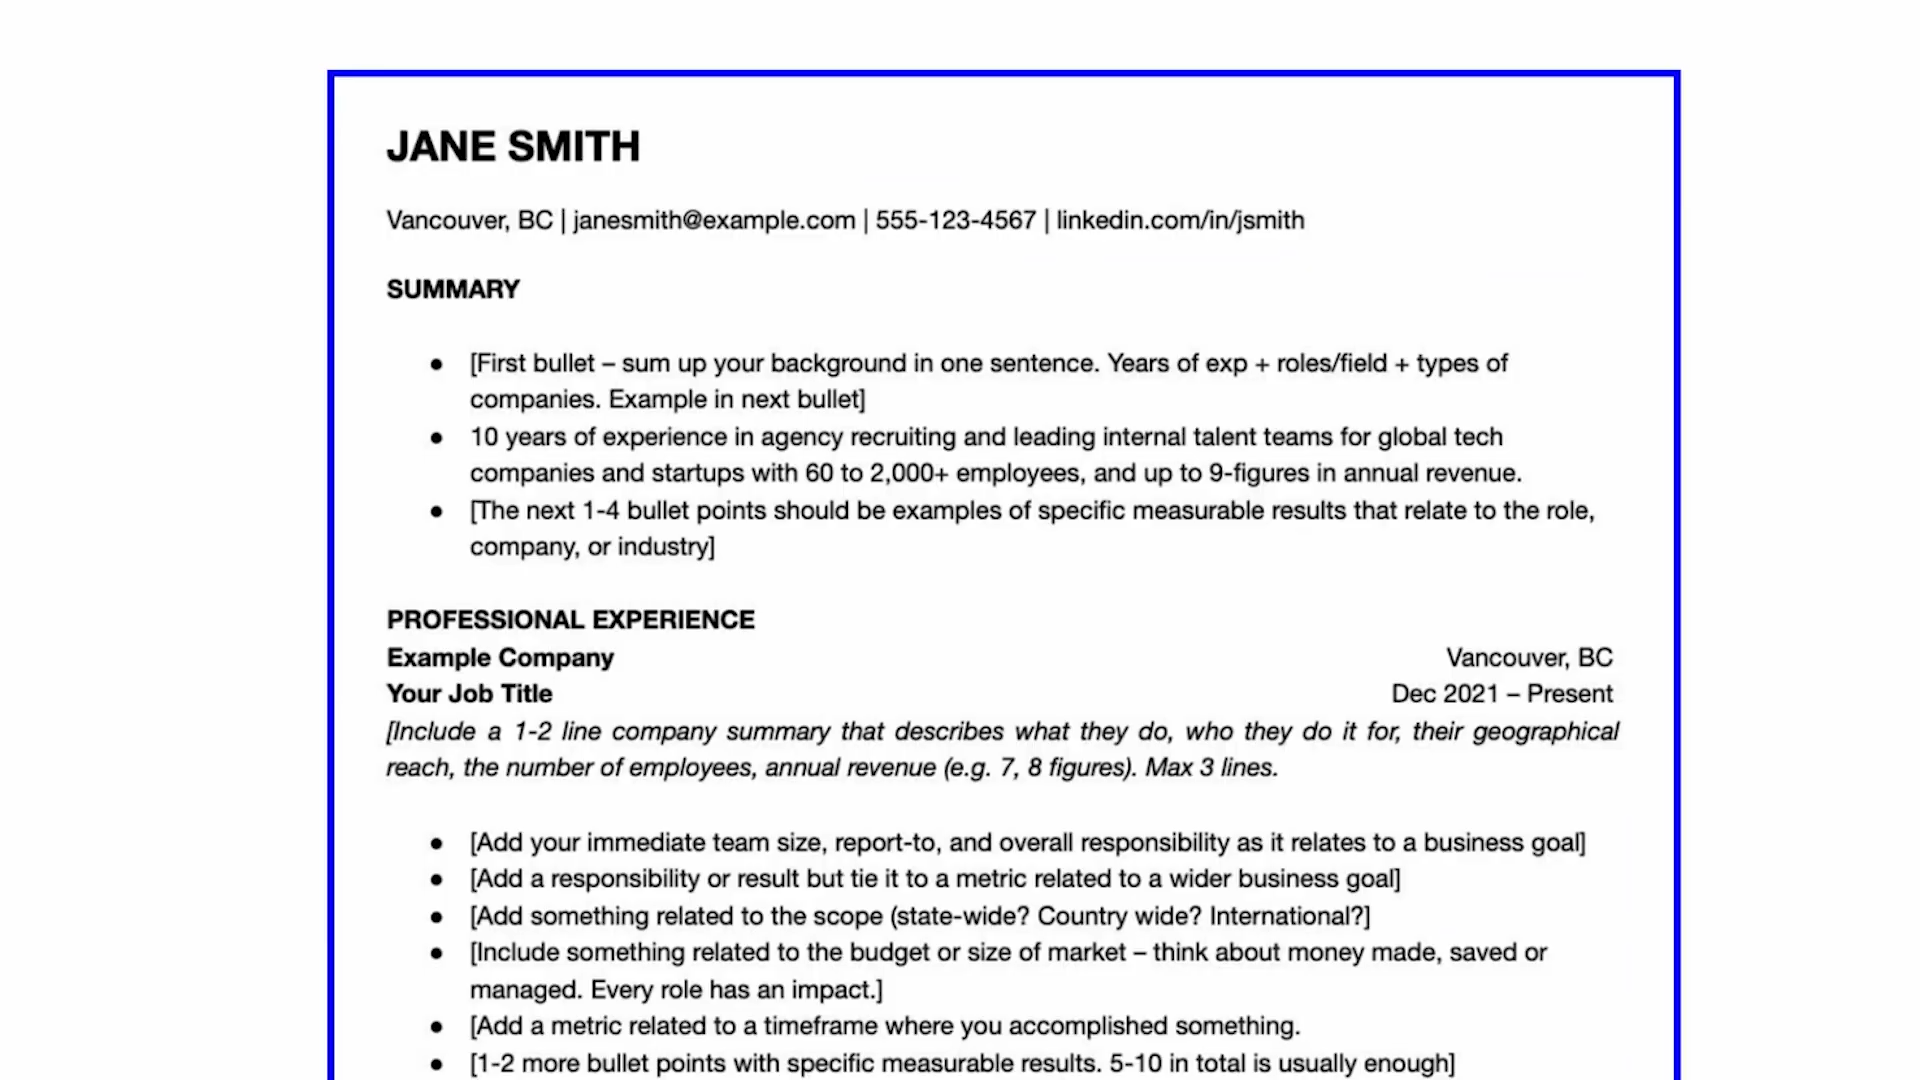 JANE SMITH
Vancouver, BC | janesmith@example.com | 555-123-4567 | linkedin.com/in/jsmith
SUMMARY
● [First bullet – sum up your background in one sentence. Years of exp + roles/field + types of
companies. Example in next bullet]
● 10 years of experience in agency recruiting and leading internal talent teams for global tech
companies and startups with 60 to 2,000+ employees, and up to 9-figures in annual revenue.
● [The next 1-4 bullet points should be examples of specific measurable results that relate to the role,
company, or industry]
PROFESSIONAL EXPERIENCE
Example Company Vancouver, BC
Your Job Title Dec 2021 – Present
[Include a 1-2 line company summary that describes what they do, who they do it for, their geographical
reach, the number of employees, annual revenue (e.g. 7, 8 figures). Max 3 lines.
● [Add your immediate team size, report-to, and overall responsibility as it relates to a business goal]
● [Add a responsibility or result but tie it to a metric related to a wider business goal]
● [Add something related to the scope (state-wide? Country wide? International?]
● [Include something related to the budget or size of market – think about money made, saved or
managed. Every role has an impact.]
● [Add a metric related to a timeframe where you accomplished something.
● [1-2 more bullet points with specific measurable results. 5-10 in total is usually enough]